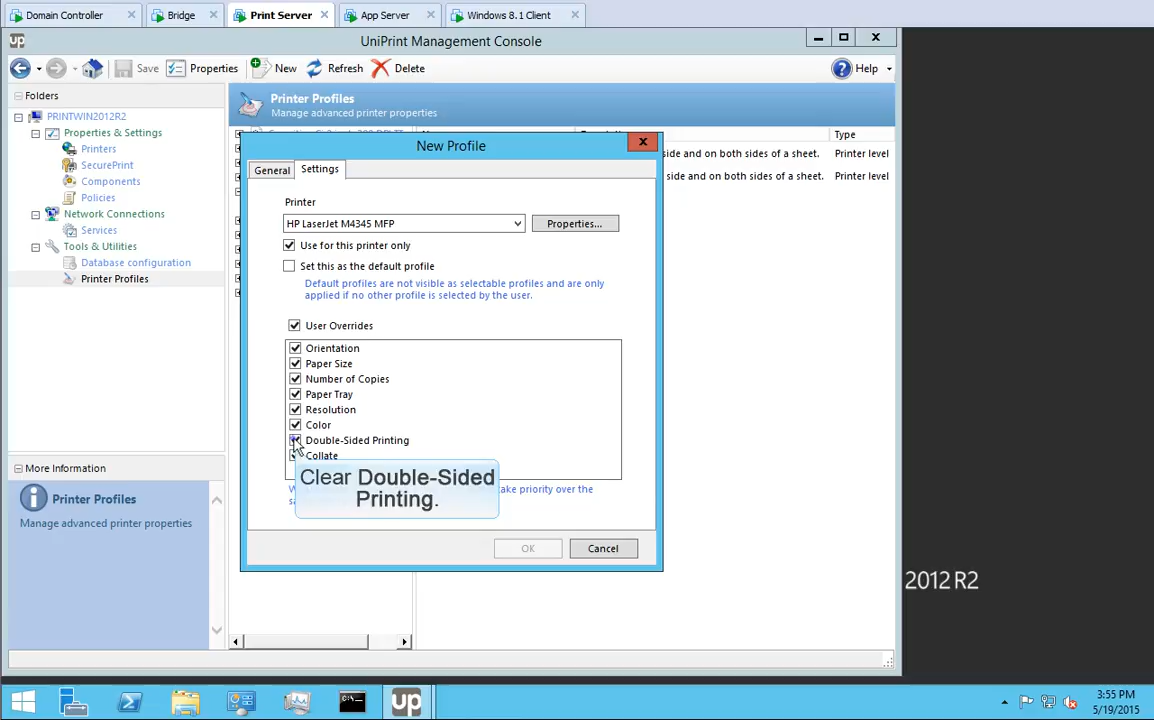 Domain Controller
Bridge
Print Server
App Server
Windows 8.1 Client
up
UniPrint Management Console
Save
Properties
New
Refresh
Delete
Help
Folders
PRINTWIN2012R2
Properties & Settings
Printers
SecurePrint
Components
Policies
Network Connections
Services
Tools & Utilities
Database configuration
Printer Profiles
More Information
Printer Profiles
Manage advanced printer properties
Printer Profiles
Manage advanced printer properties
Type
side and on both sides of a sheet.
Printer level
side and on both sides of a sheet.
Printer level
New Profile
General
Settings
Printer
HP LaserJet M4345 MFP
Properties...
Use for this printer only
Set this as the default profile
Default profiles are not visible as selectable profiles and are only
applied if no other profile is selected by the user.
User Overrides
Orientation
Paper Size
Number of Copies
Paper Tray
Resolution
Color
Double-Sided Printing
Collate
Clear Double-Sided
Printing.
take priority over the
OK
Cancel
2012 R2
up
3:55 PM
5/19/2015